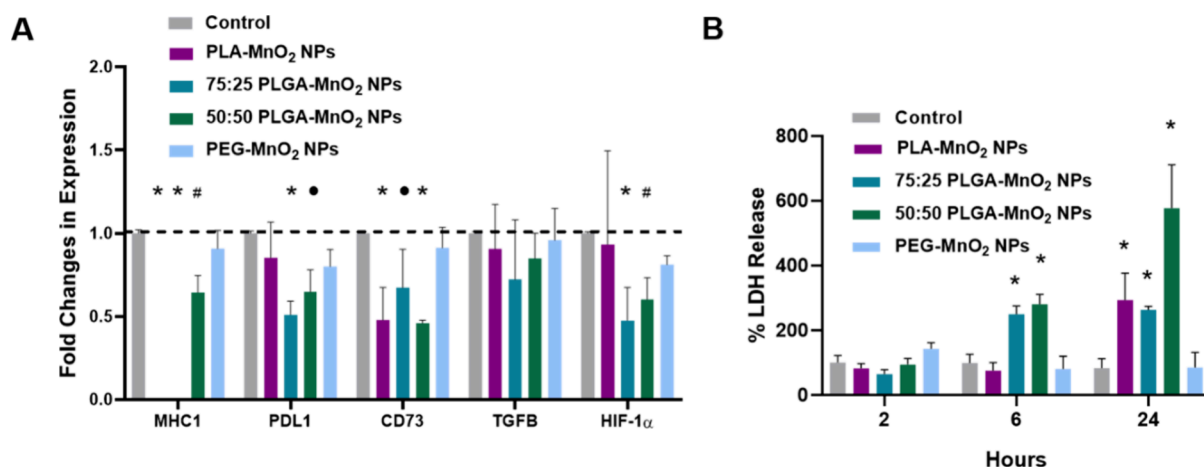 A
Control
PLA-MnO₂ NPs
75:25 PLGA-MnO₂ NPs
50:50 PLGA-MnO₂ NPs
PEG-MnO₂ NPs
Fold Changes in Expression
2.0
1.5
1.0
0.5
0.0
* * #
* ●
* ● *
* #
MHC1 PDL1 CD73 TGFB HIF-1α
B
Control
PLA-MnO₂ NPs
75:25 PLGA-MnO₂ NPs
50:50 PLGA-MnO₂ NPs
PEG-MnO₂ NPs
% LDH Release
800
600
400
200
0
* *
* * *
2 6 24
Hours